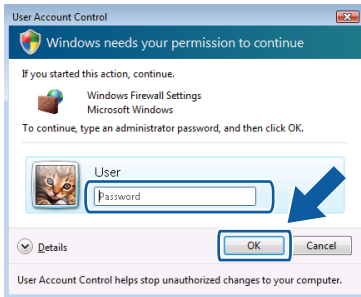 User Account Control
Windows needs your permission to continue
If you started this action, continue.
Windows Firewall Settings
Microsoft Windows
To continue, type an administrator password, and then click OK.
User
Password
Details
OK
Cancel
User Account Control helps stop unauthorized changes to your computer.